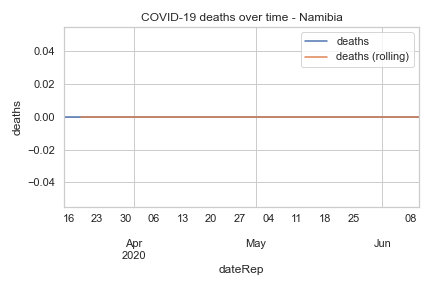 COVID-19 deaths over time - Namibia
deaths
deaths (rolling)
0.04
0.02
0.00
−0.02
−0.04
deaths
16 23 30 06 13 20 27 04 11 18 25 08
Apr May Jun
2020
dateRep